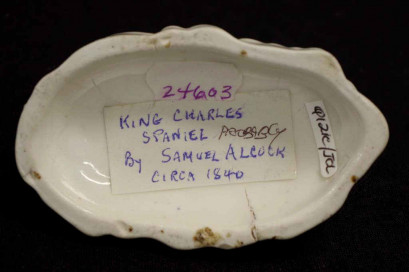 24603
KING CHARLES
SPANIEL PROBABLY
By SAMUEL ALCOCK
CIRCA 1840